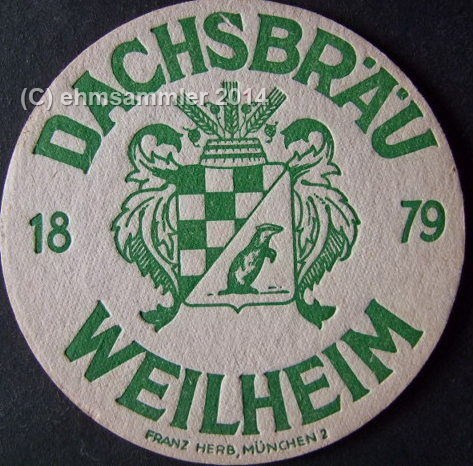 DACHSBRÄU
(C) ehmsammler 2014
18 79
WEILHEIM
FRANZ HERB, MÜNCHEN 2